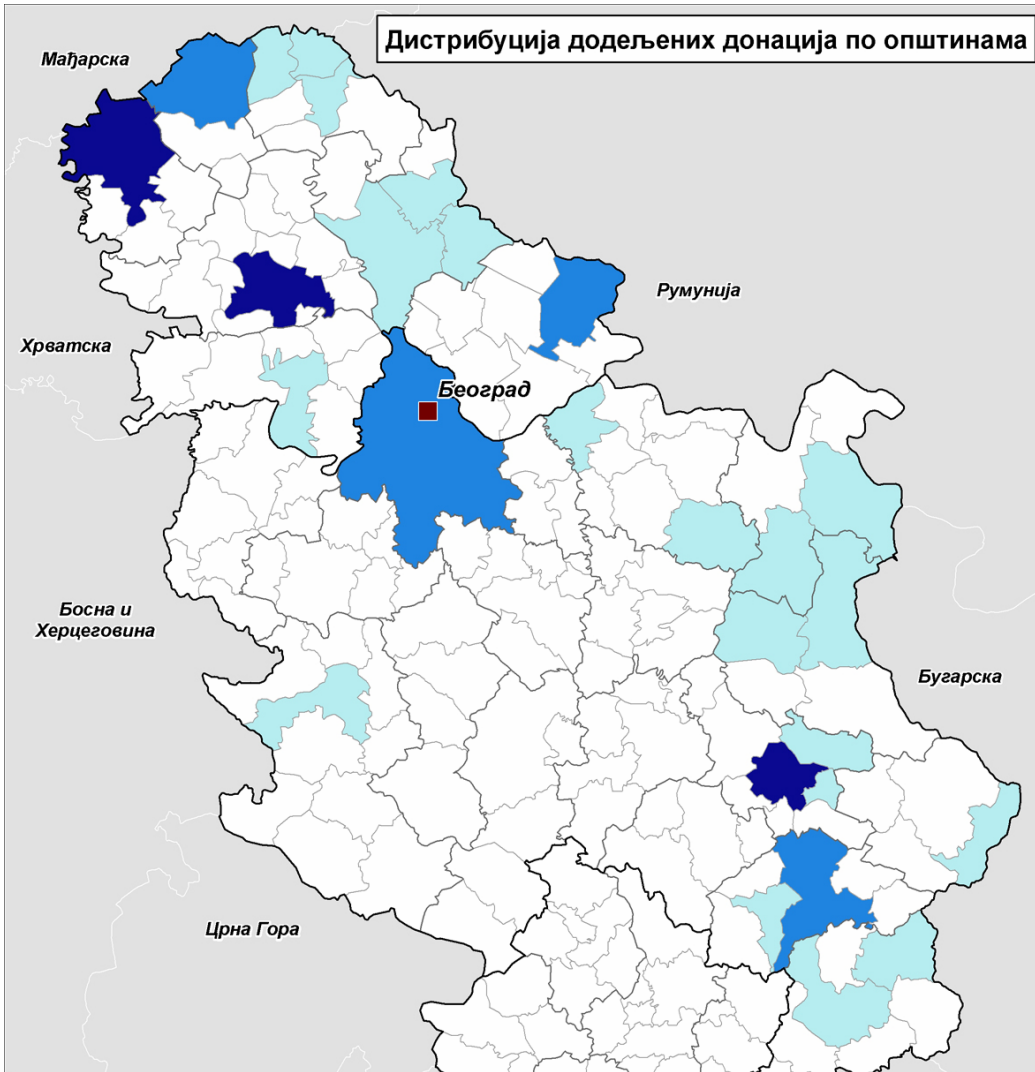 Дистрибуција додељених донација по општинама
Мађарска
Румунија
Хрватска
Београд
Босна и
Херцеговина
Бугарска
Црна Гора